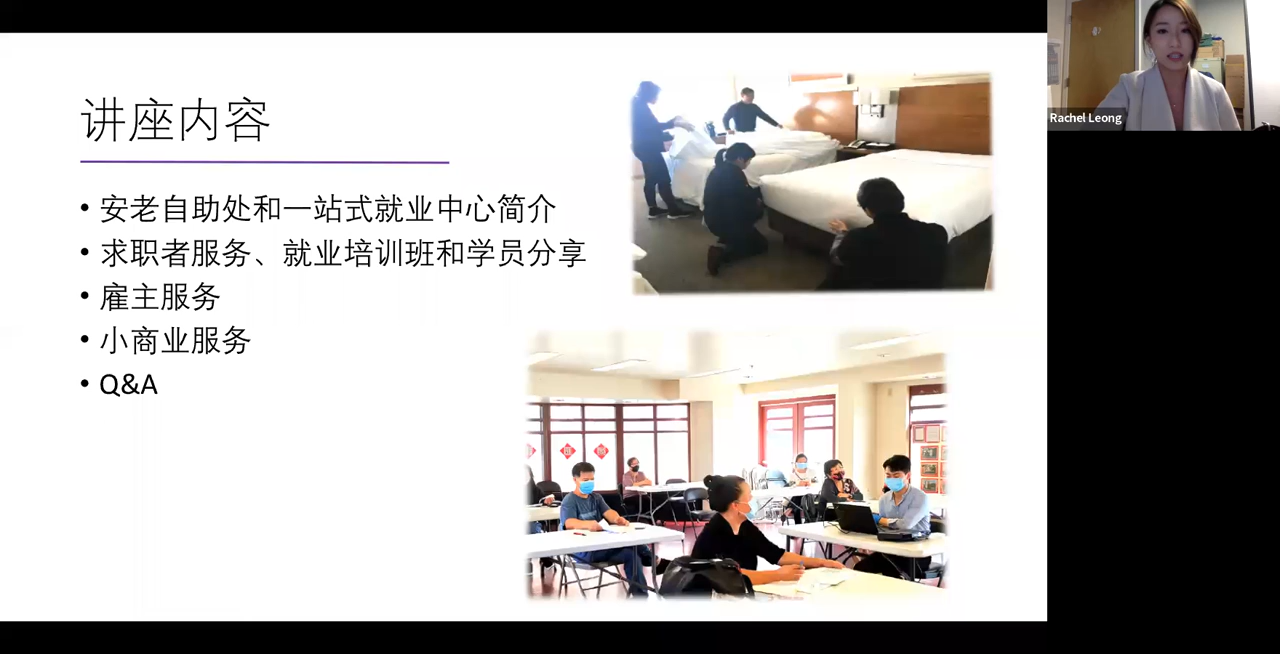 讲座内容
• 安老自助处和一站式就业中心简介
• 求职者服务、就业培训班和学员分享
• 雇主服务
• 小商业服务
• Q&A
Rachel Leong